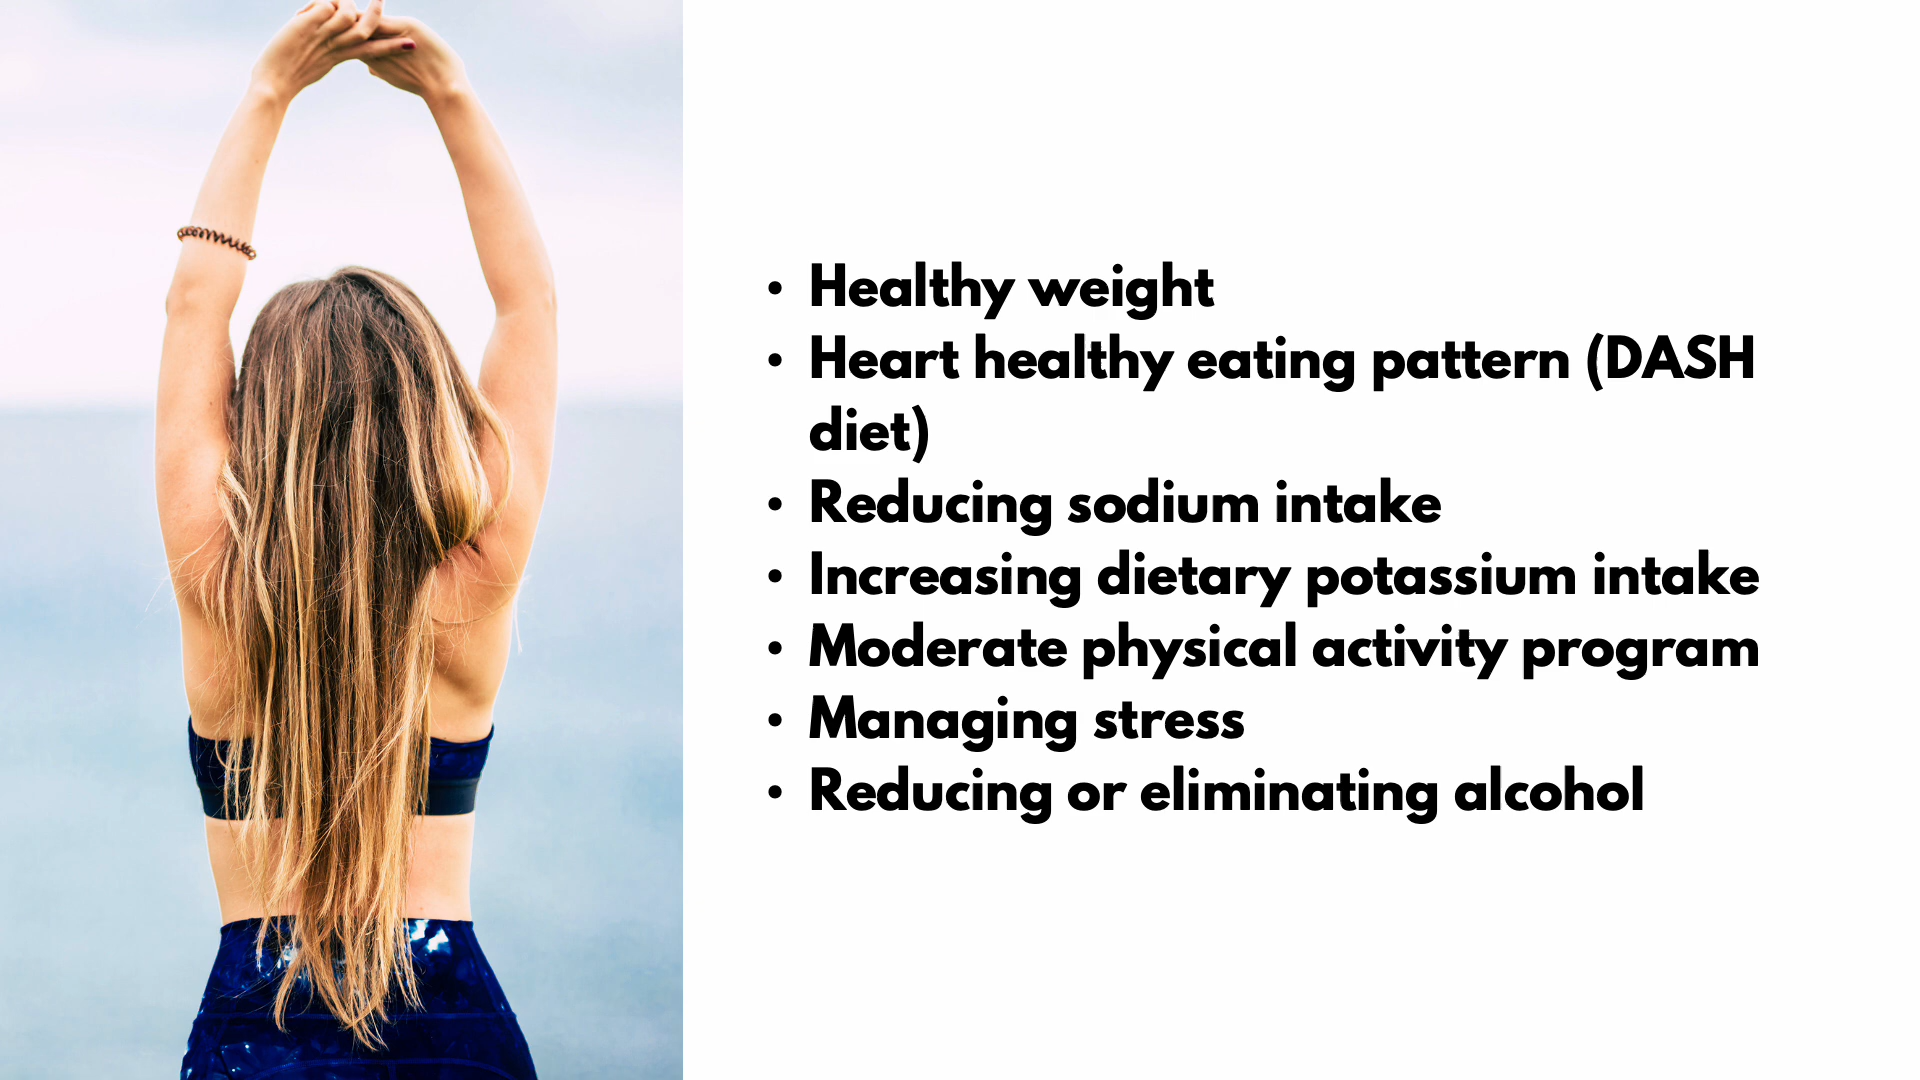 • Healthy weight
• Heart healthy eating pattern (DASH
diet)
• Reducing sodium intake
• Increasing dietary potassium intake
• Moderate physical activity program
• Managing stress
• Reducing or eliminating alcohol